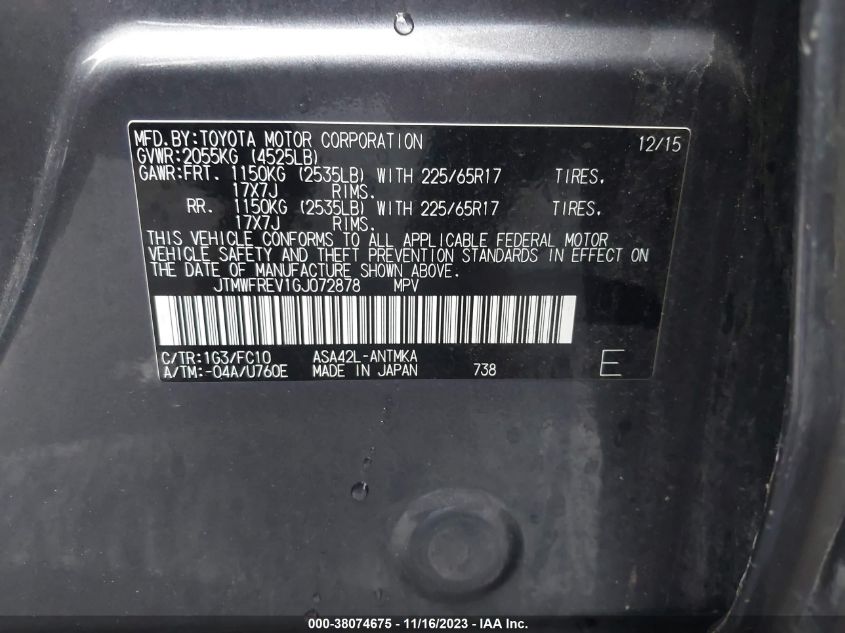 MFD.BY:TOYOTA MOTOR CORPORATION 12/15
GVWR:2055KG (4525LB)
GAWR:FRT. 1150KG (2535LB) WITH 225/65R17 TIRES,
17X7J RIMS.
RR. 1150KG (2535LB) WITH 225/65R17 TIRES,
17X7J RIMS.
THIS VEHICLE CONFORMS TO ALL APPLICABLE FEDERAL MOTOR
VEHICLE SAFETY AND THEFT PREVENTION STANDARDS IN EFFECT ON
THE DATE OF MANUFACTURE SHOWN ABOVE.
JTMWFREV1GJ072878 MPV
C/TR:1G3/FC10 ASA42L-ANTMKA
A/TM:-04A/U760E MADE IN JAPAN 738 E
000-38074675 - 11/16/2023 - IAA Inc.